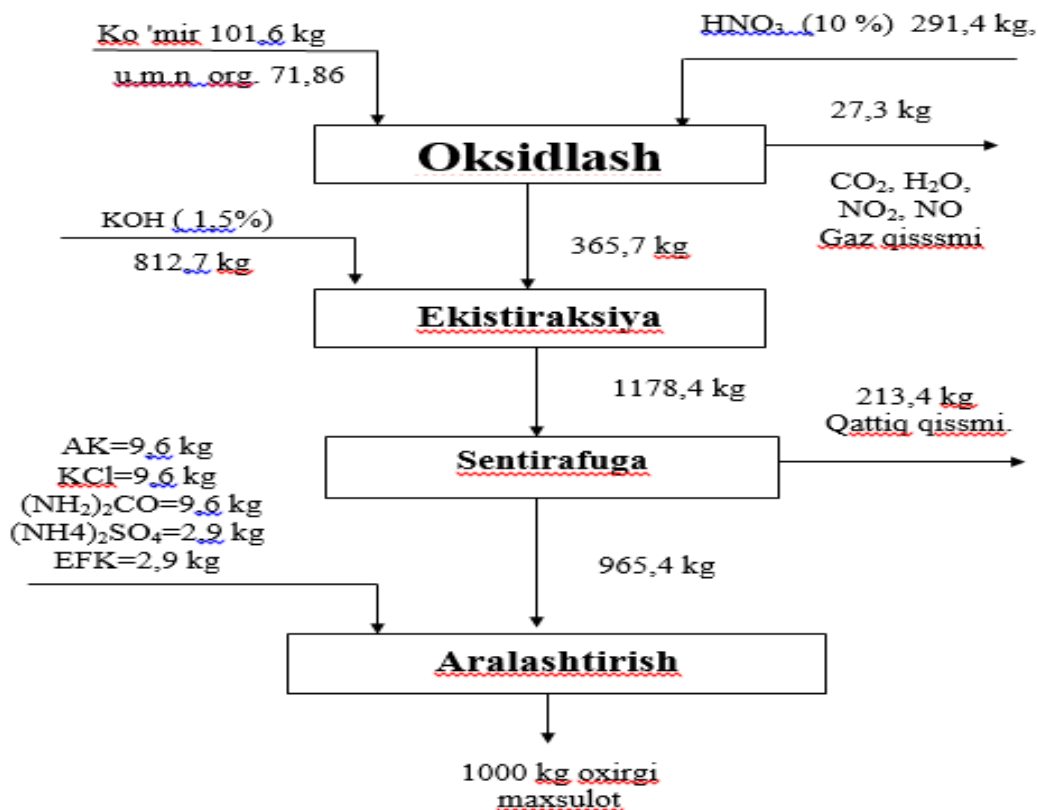 Ko 'mir 101,6 kg
u.m.n org. 71,86
HNO₃ (10 %) 291,4 kg,
Oksidlash
27,3 kg
CO₂, H₂O,
NO₂, NO
Gaz qisssmi
KOH ( 1,5%)
812,7 kg
365,7 kg
Ekistiraksiya
1178,4 kg
213,4 kg
Qattiq qissmi.
AK=9,6 kg
KCl=9,6 kg
(NH₂)₂CO=9,6 kg
(NH4)₂SO₄=2,9 kg
EFK=2,9 kg
Sentirafuga
965,4 kg
Aralashtirish
1000 kg oxirgi
maxsulot